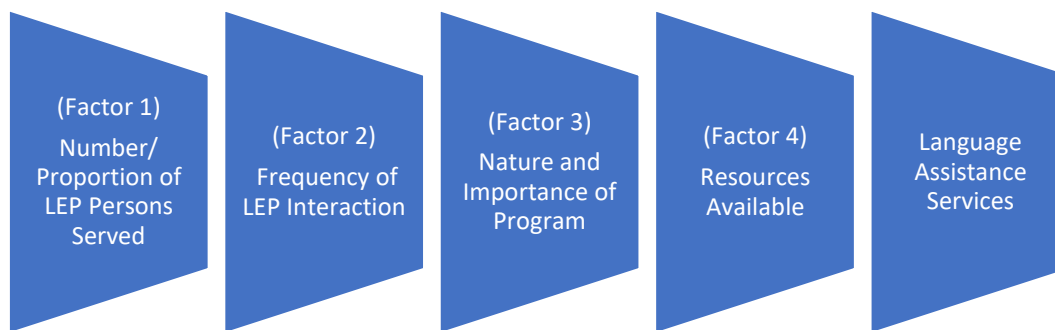 (Factor 1)
Number/
Proportion of
LEP Persons
Served
(Factor 2)
Frequency of
LEP Interaction
(Factor 3)
Nature and
Importance of
Program
(Factor 4)
Resources
Available
Language
Assistance
Services